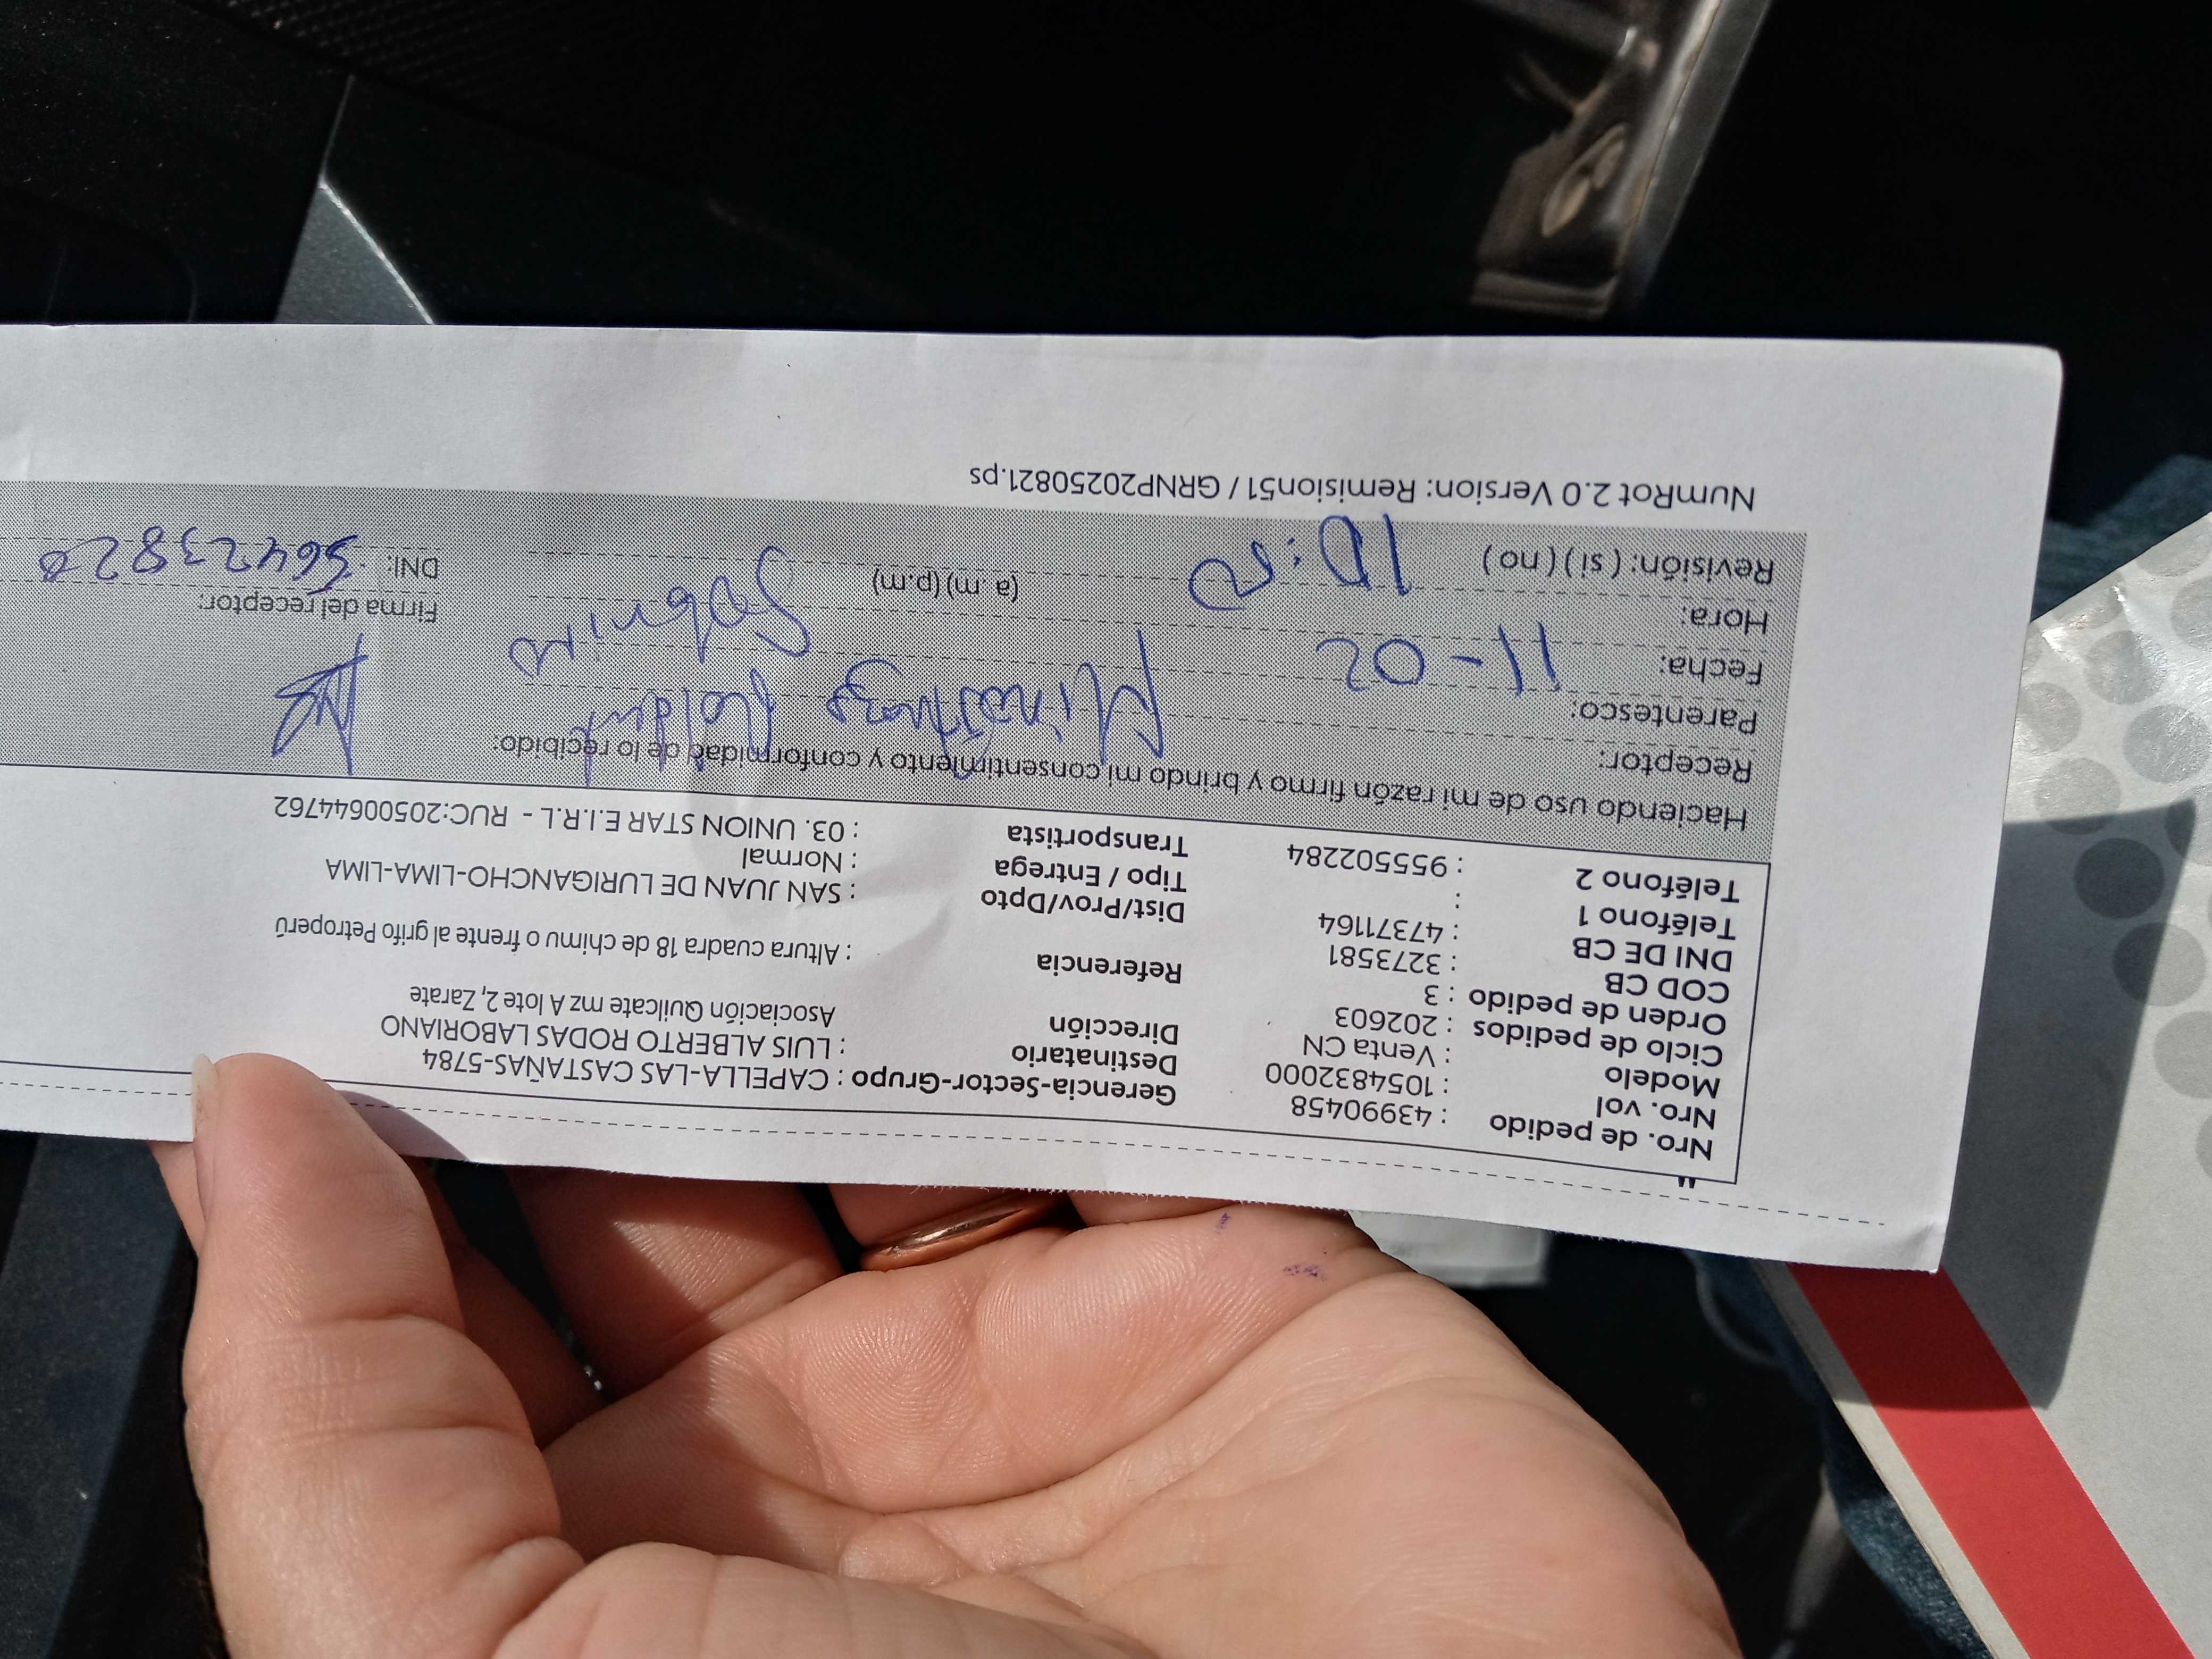 Nro. de pedido : 43990458
Nro. vol : 1054832000
Modelo : Venta CN
Ciclo de pedidos : 202603
Orden de pedido : 3
COD CB : 3273581
DNI DE CB : 47371164
Teléfono 1 :
Teléfono 2 : 955502284
Gerencia-Sector-Grupo : CAPELLA-LAS CASTAÑAS-5784
Destinatario : LUIS ALBERTO RODAS LABORIANO
Dirección Asociación Quilcate mz A lote 2, Zarate
Referencia : Altura cuadra 18 de chimu o frente al grifo Petroperú
Dist/Prov/Dpto : SAN JUAN DE LURIGANCHO-LIMA-LIMA
Tipo / Entrega : Normal
Transportista : 03. UNION STAR E.I.R.L - RUC:20500644762
Haciendo uso de mi razón firmo y brindo mi consentimiento y conformidad de lo recibido:
Receptor:
Parentesco:
Fecha: 11-02
Hora: (a.m) (p.m)
Firma del receptor:
Revisión: ( si ) ( no )
DNI:
NumRot 2.0 Version: Remision51 / GRNP20250821.ps